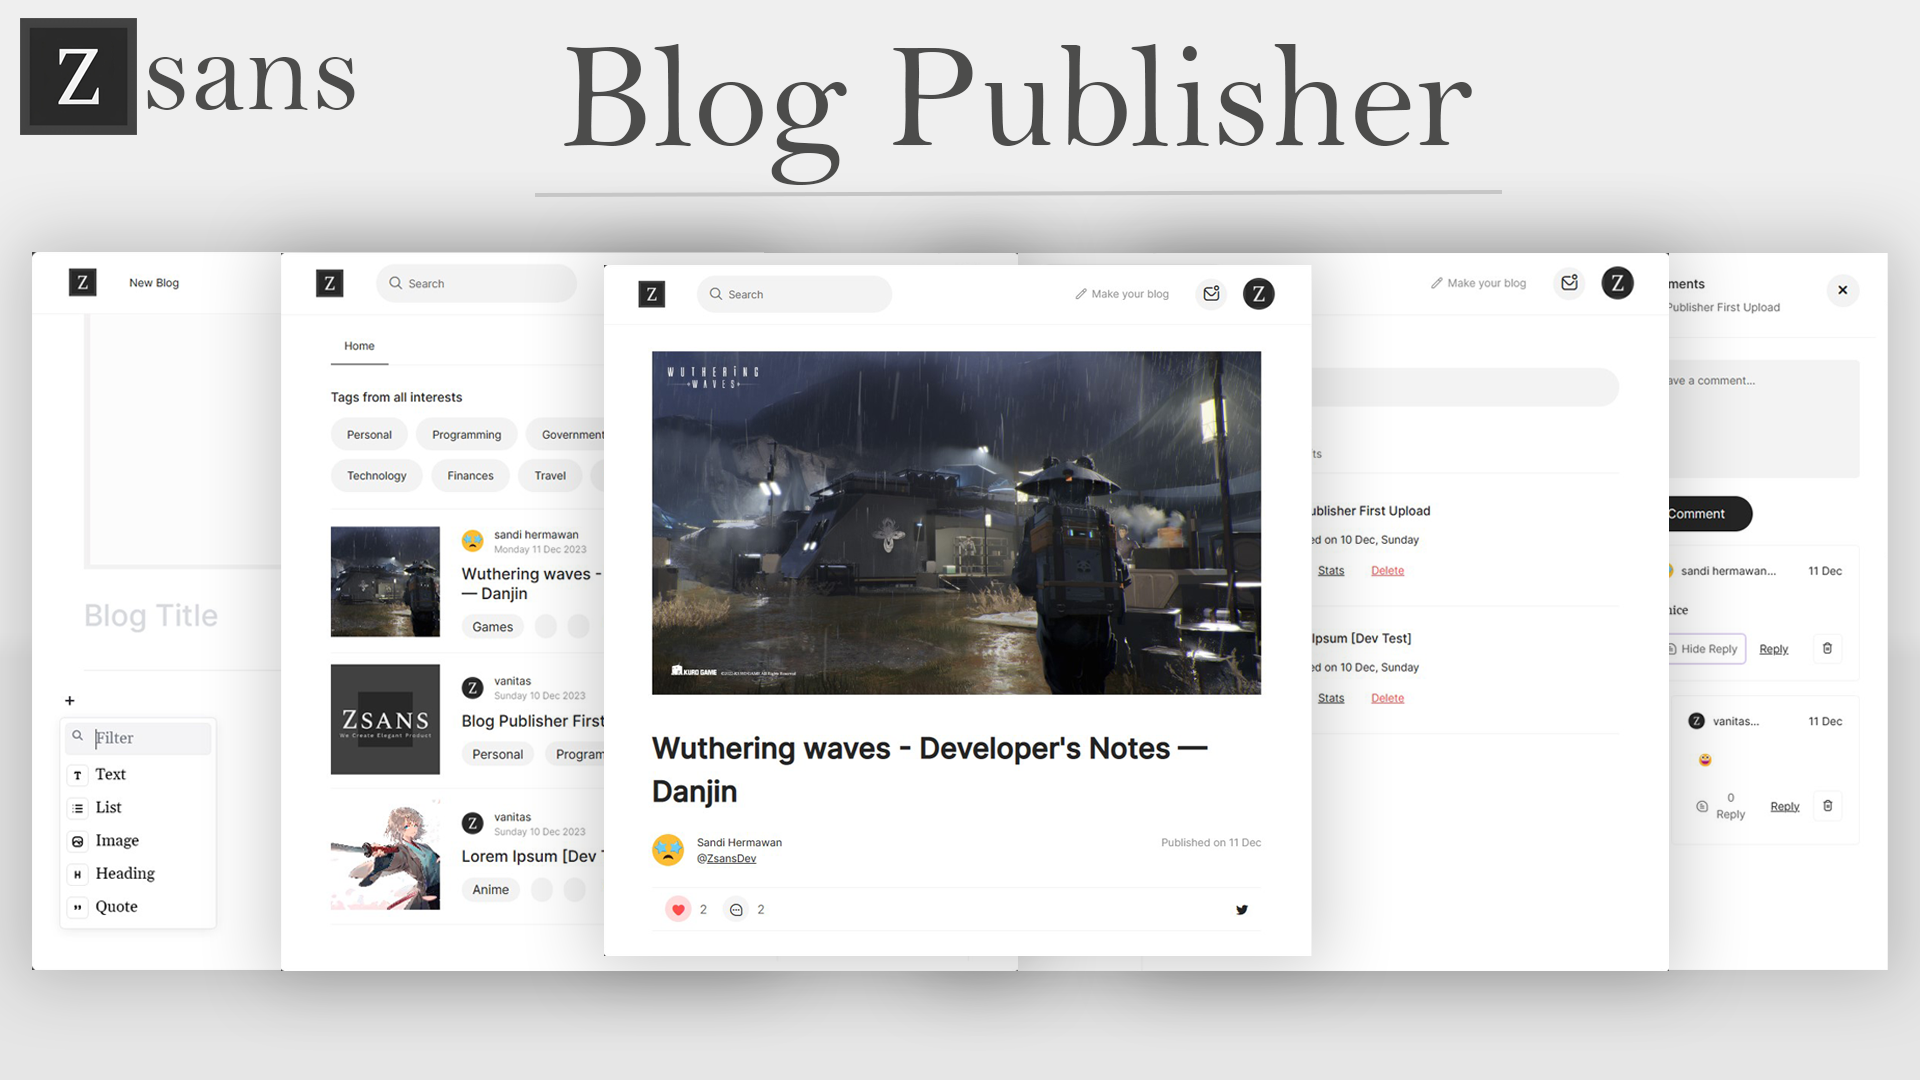 Z sans
Blog Publisher
Z
New Blog
Blog Title
+
Filter
T Text
List
Image
H Heading
Quote
Z
Search
Home
Tags from all interests
Personal
Programming
Government
Technology
Finances
Travel
sandi hermawan
Monday 11 Dec 2023
Wuthering waves -
— Danjin
Games
ZSANS
We Create Elegant Product
Z
vanitas
Sunday 10 Dec 2023
Blog Publisher First
Personal
Program
Z
vanitas
Sunday 10 Dec 2023
Lorem Ipsum [Dev T
Anime
Z
Search
Make your blog
Z
WUTHERING
WAVES
KURO GAME
Wuthering waves - Developer's Notes —
Danjin
Sandi Hermawan
@ZsansDev
Published on 11 Dec
2
2
Make your blog
Z
ts
ublisher First Upload
ed on 10 Dec, Sunday
Stats
Delete
Ipsum [Dev Test]
ed on 10 Dec, Sunday
Stats
Delete
ments
Publisher First Upload
ave a comment...
Comment
sandi hermawan...
11 Dec
nice
Hide Reply
Reply
Z
vanitas...
11 Dec
0
Reply
Reply